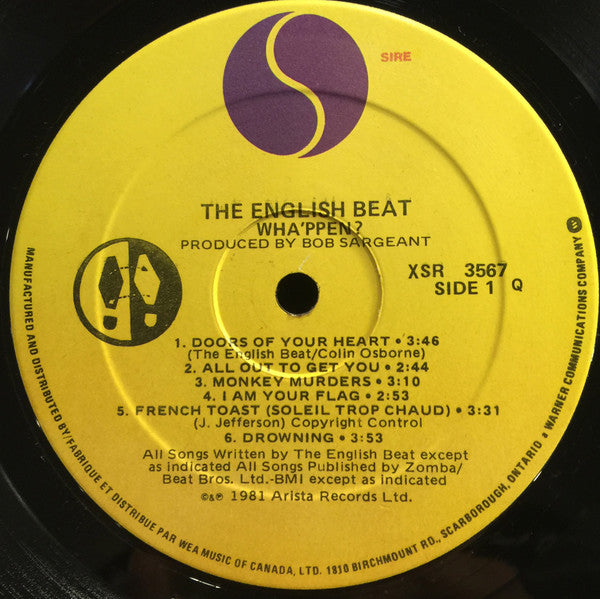 SIRE
THE ENGLISH BEAT
WHA'PPEN?
PRODUCED BY BOB SARGEANT
XSR 3567
SIDE 1 Q
1. DOORS OF YOUR HEART • 3:46
(The English Beat/Colin Osborne)
2. ALL OUT TO GET YOU • 2:44
3. MONKEY MURDERS • 3:10
4. I AM YOUR FLAG • 2:53
5. FRENCH TOAST (SOLEIL TROP CHAUD) • 3:31
(J. Jefferson) Copyright Control
6. DROWNING • 3:53
All Songs Written by The English Beat except
as indicated All Songs Published by Zomba/
Beat Bros. Ltd.-BMI except as indicated
©&℗ 1981 Arista Records Ltd.
MANUFACTURED AND DISTRIBUTED BY/FABRIQUE ET DISTRIBUE PAR WEA MUSIC OF CANADA, LTD. 1810 BIRCHMOUNT RD., SCARBOROUGH, ONTARIO a WARNER COMMUNICATIONS COMPANY